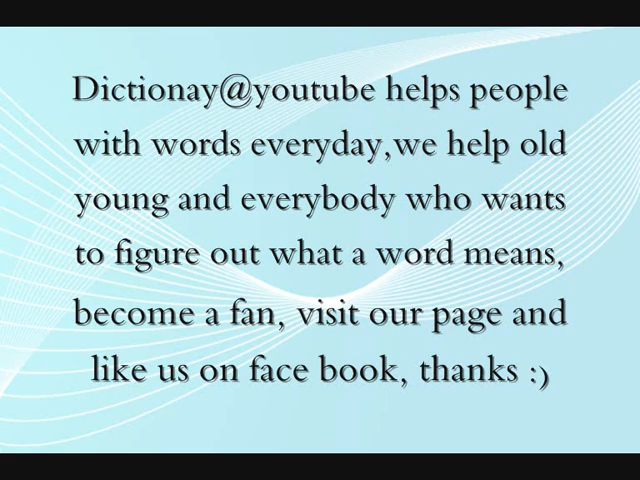 Dictionay@youtube helps people
with words everyday,we help old
young and everybody who wants
to figure out what a word means,
become a fan, visit our page and
like us on face book, thanks :)